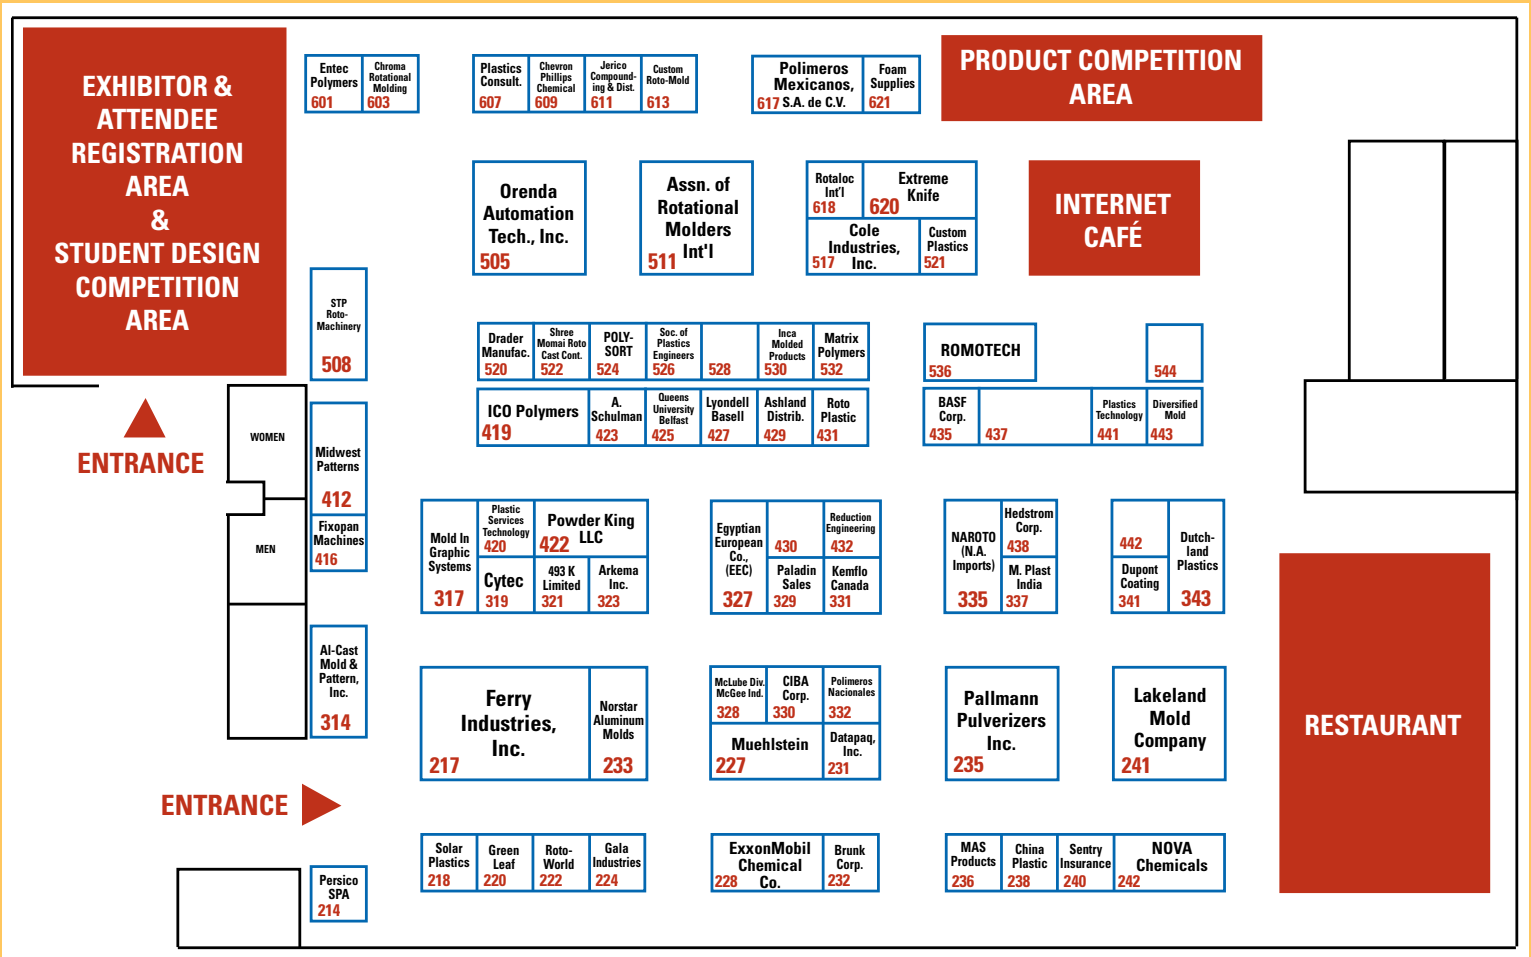 EXHIBITOR &
ATTENDEE
REGISTRATION
AREA
&
STUDENT DESIGN
COMPETITION
AREA
Entec
Polymers
601
Chroma
Rotational
Molding
603
Plastics
Consult.
607
Chevron
Phillips
Chemical
609
Jerico
Compound-
ing & Dist.
611
Custom
Roto-Mold
613
Polimeros
Mexicanos,
617 S.A. de C.V.
Foam
Supplies
621
PRODUCT COMPETITION
AREA
Orenda
Automation
Tech., Inc.
505
Assn. of
Rotational
Molders
511 Int'l
Rotaloc
Int'l
618
Extreme
620 Knife
Cole
Industries,
517 Inc.
Custom
Plastics
521
INTERNET
CAFÉ
STP
Roto-
Machinery
508
Drader
Manufac.
520
Shree
Momai Roto
Cast Cont.
522
POLY-
SORT
524
Soc. of
Plastics
Engineers
526
528
Inca
Molded
Products
530
Matrix
Polymers
532
ROMOTECH
536
544
ICO Polymers
419
A.
Schulman
423
Queens
University
Belfast
425
Lyondell
Basell
427
Ashland
Distrib.
429
Roto
Plastic
431
BASF
Corp.
435
437
Plastics
Technology
441
Diversified
Mold
443
ENTRANCE
WOMEN
MEN
Midwest
Patterns
412
Fixopan
Machines
416
Mold In
Graphic
Systems
317
Plastic
Services
Technology
420
Powder King
422 LLC
Cytec
319
493 K
Limited
321
Arkema
Inc.
323
Egyptian
European
Co.,
(EEC)
327
430
Reduction
Engineering
432
Paladin
Sales
329
Kemflo
Canada
331
NAROTO
(N.A.
Imports)
335
Hedstrom
Corp.
438
M. Plast
India
337
442
Dupont
Coating
341
Dutch-
land
Plastics
343
Al-Cast
Mold &
Pattern,
Inc.
314
Ferry
Industries,
Inc.
217
Norstar
Aluminum
Molds
233
McLube Div.
McGee Ind.
328
CIBA
Corp.
330
Polimeros
Nacionales
332
Muehlstein
227
Datapaq,
Inc.
231
Pallmann
Pulverizers
Inc.
235
Lakeland
Mold
Company
241
RESTAURANT
ENTRANCE
Solar
Plastics
218
Green
Leaf
220
Roto-
World
222
Gala
Industries
224
ExxonMobil
Chemical
228 Co.
Brunk
Corp.
232
MAS
Products
236
China
Plastic
238
Sentry
Insurance
240
NOVA
Chemicals
242
Persico
SPA
214